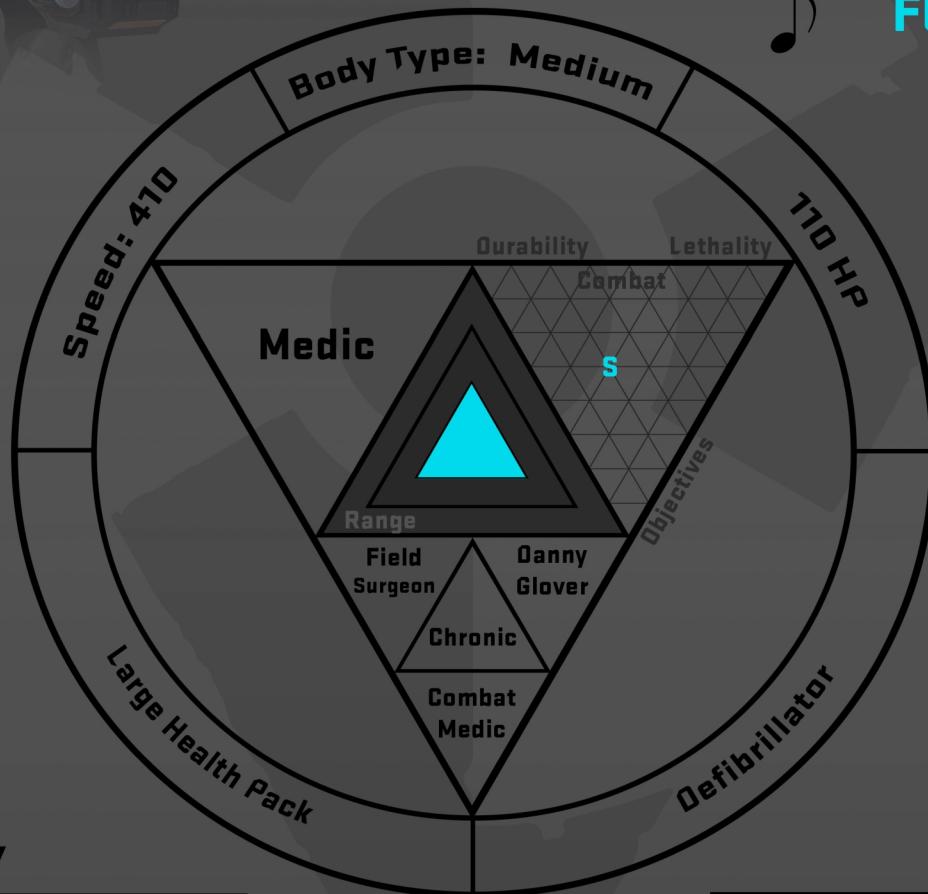 Body Type: Medium
Speed: 410
110 HP
Durability
Lethality
Combat
Medic
S
Objectives
Range
Field
Surgeon
Danny
Glover
Chronic
Combat
Medic
Large Health Pack
Defibrillator